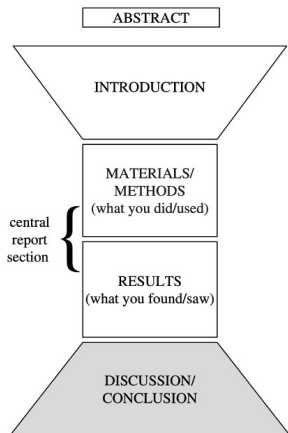 ABSTRACT
INTRODUCTION
MATERIALS/
METHODS
(what you did/used)
central
report
section
RESULTS
(what you found/saw)
DISCUSSION/
CONCLUSION